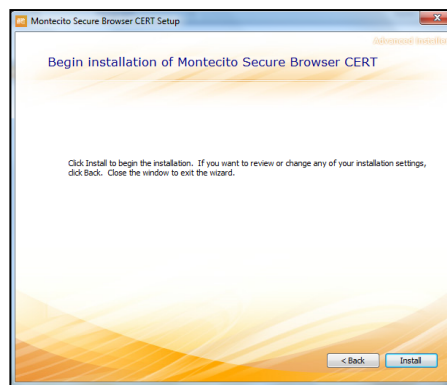 Montecito Secure Browser CERT Setup
Advanced Installer
Begin installation of Montecito Secure Browser CERT
Click Install to begin the installation. If you want to review or change any of your installation settings,
click Back. Close the window to exit the wizard.
< Back Install